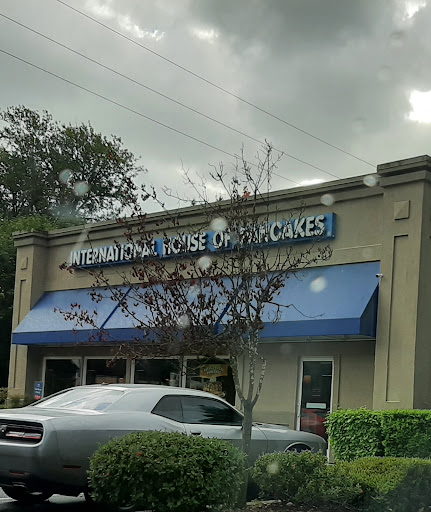 INTERNATIONAL HOUSE OF PANCAKES